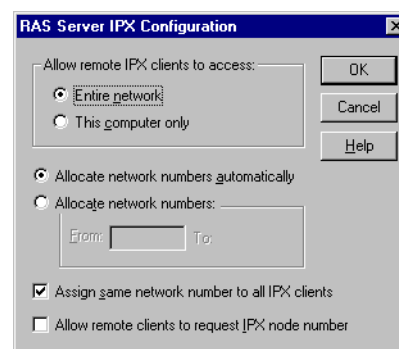 RAS Server IPX Configuration
Allow remote IPX clients to access:
Entire network
This computer only
OK
Cancel
Help
Allocate network numbers automatically
Allocate network numbers:
From: To:
Assign same network number to all IPX clients
Allow remote clients to request IPX node number